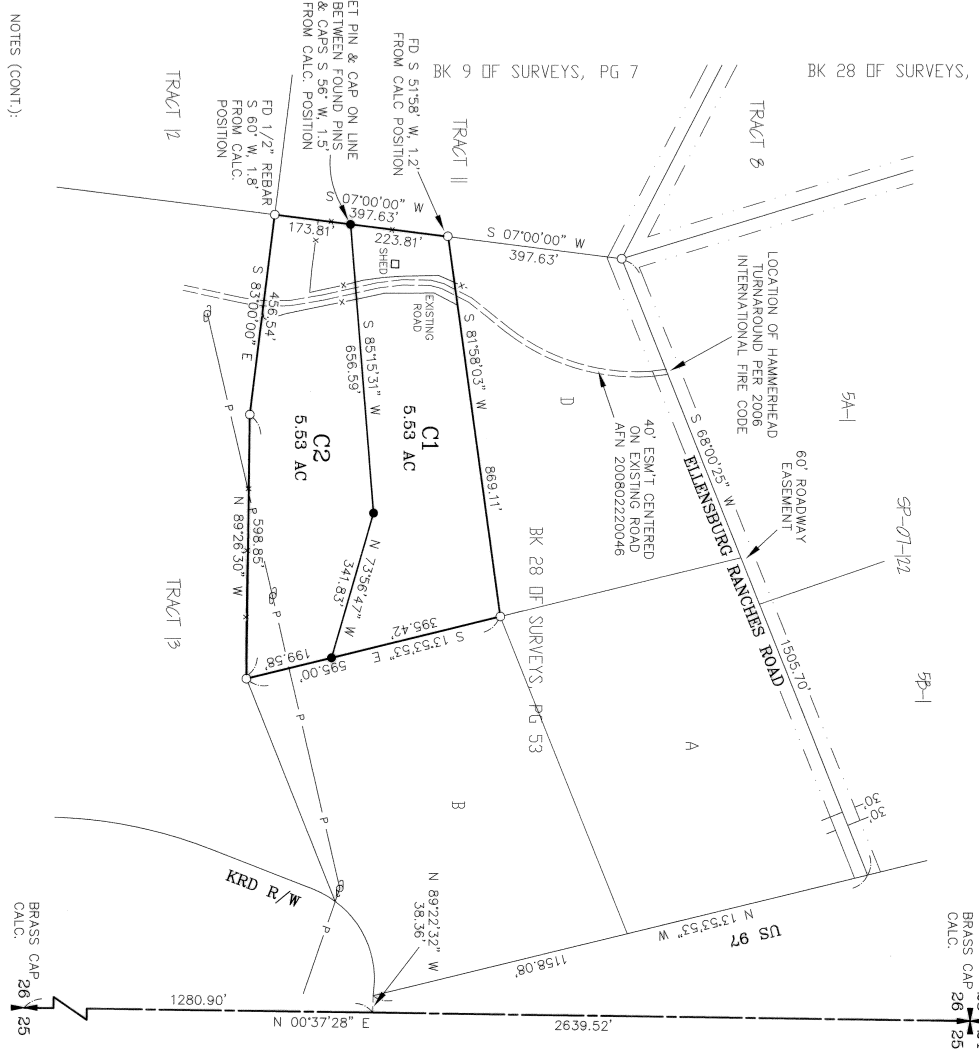 BK 9 OF SURVEYS, PG 7
BK 28 OF SURVEYS,
NOTES (CONT.):
TRACT 12
TRACT 11
TRACT 8
ET PIN & CAP ON LINE
BETWEEN FOUND PINS
& CAPS S 56° W, 1.5'
FROM CALC. POSITION
FD S 51°58' W, 1.2'
FROM CALC POSITION
FD 1/2" REBAR
S 60° W, 1.8'
FROM CALC.
POSITION
S 07°00'00" W
397.63'
173.81'
223.81'
S 07°00'00" W
397.63'
SHED
EXISTING
ROAD
LOCATION OF HAMMERHEAD
TURNAROUND PER 2006
INTERNATIONAL FIRE CODE
5A-1
SP-07-122
5B-1
60' ROADWAY
EASEMENT
40' ESM'T CENTERED
ON EXISTING ROAD
AFN 200802220046
S 68°00'25" W
1505.70'
ELLENSBURG RANCHES ROAD
30'
30'
D
S 81°58'03" W
869.11'
C1
5.53 AC
S 85°15'31" W
656.59'
C2
5.53 AC
456.54'
S 83°00'00" E
P
P
598.85'
N 89°26'30" W
TRACT 13
N 73°56'47" W
341.83'
395.42'
S 13°53'53" E
595.00'
199.58'
BK 28 OF SURVEYS, PG 53
A
B
P
P
P
P
KRD R/W
N 89°22'32" W
38.36'
N 13°53'53" W
1158.08'
US 97
1280.90'
N 00°37'28" E
2639.52'
BRASS CAP
CALC.
26
25
BRASS CAP
CALC.
26
25